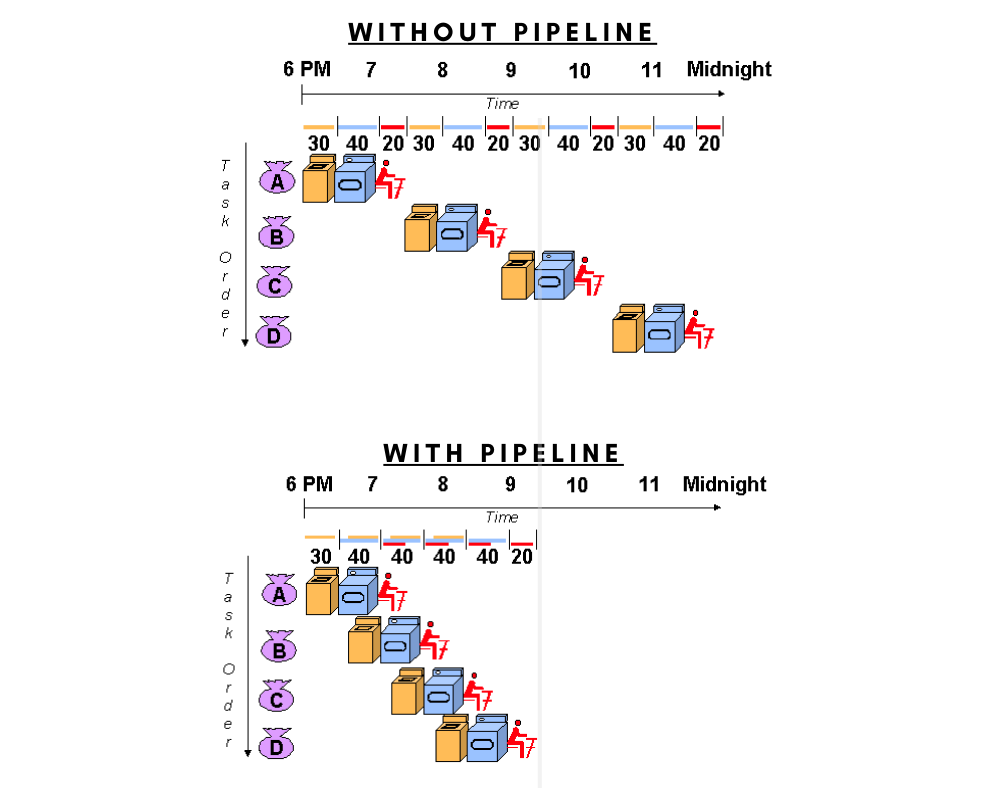 WITHOUT PIPELINE
6 PM 7 8 9 10 11 Midnight
Time
30 40 20 30 40 20 30 40 20 30 40 20
Task Order
A
B
C
D
WITH PIPELINE
6 PM 7 8 9 10 11 Midnight
Time
30 40 40 40 40 20
Task Order
A
B
C
D